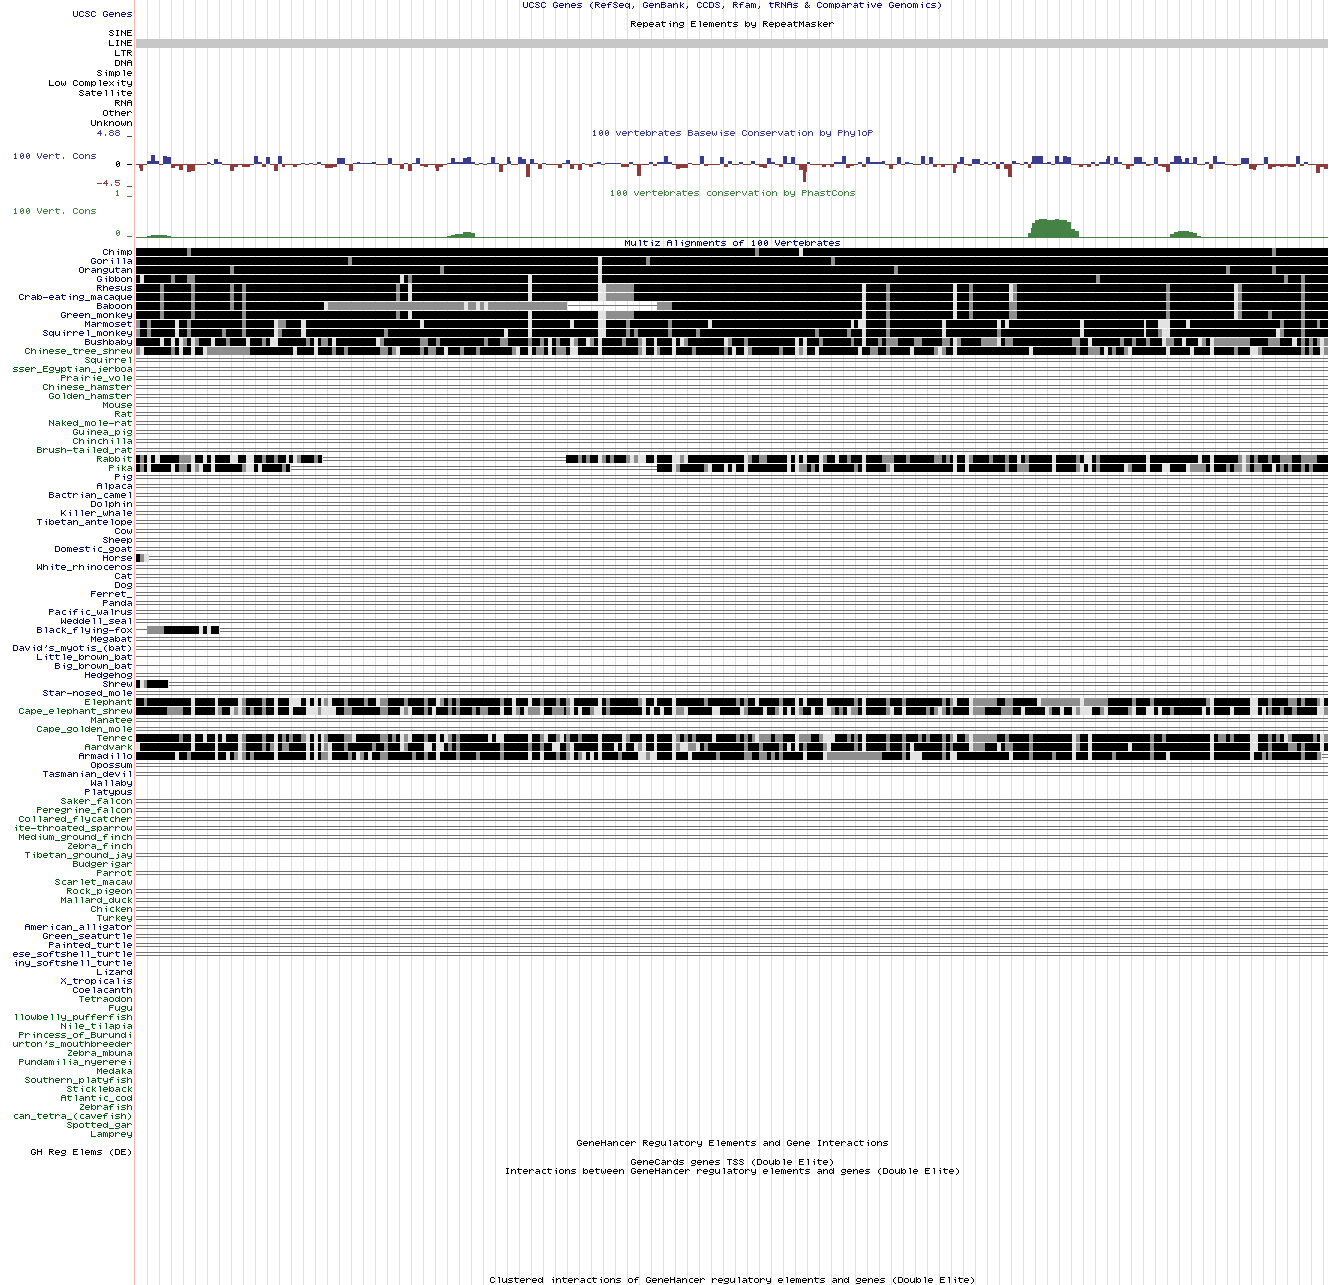 UCSC Genes (RefSeq, GenBank, CCDS, Rfam, tRNAs & Comparative Genomics)
UCSC Genes
Repeating Elements by RepeatMasker
SINE
LINE
LTR
DNA
Simple
Low Complexity
Satellite
RNA
Other
Unknown
4.88 _
100 vertebrates Basewise Conservation by PhyloP
100 Vert. Cons
0 -
-4.5 _
1 _
100 vertebrates conservation by PhastCons
100 Vert. Cons
0 _
Multiz Alignments of 100 Vertebrates
Chimp
Gorilla
Orangutan
Gibbon
Rhesus
Crab-eating_macaque
Baboon
Green_monkey
Marmoset
Squirrel_monkey
Bushbaby
Chinese_tree_shrew
Squirrel
sser_Egyptian_jerboa
Prairie_vole
Chinese_hamster
Golden_hamster
Mouse
Rat
Naked_mole-rat
Guinea_pig
Chinchilla
Brush-tailed_rat
Rabbit
Pika
Pig
Alpaca
Bactrian_camel
Dolphin
Killer_whale
Tibetan_antelope
Cow
Sheep
Domestic_goat
Horse
White_rhinoceros
Cat
Dog
Ferret_
Panda
Pacific_walrus
Weddell_seal
Black_flying-fox
Megabat
David's_myotis_(bat)
Little_brown_bat
Big_brown_bat
Hedgehog
Shrew
Star-nosed_mole
Elephant
Cape_elephant_shrew
Manatee
Cape_golden_mole
Tenrec
Aardvark
Armadillo
Opossum
Tasmanian_devil
Wallaby
Platypus
Saker_falcon
Peregrine_falcon
Collared_flycatcher
ite-throated_sparrow
Medium_ground_finch
Zebra_finch
Tibetan_ground_jay
Budgerigar
Parrot
Scarlet_macaw
Rock_pigeon
Mallard_duck
Chicken
Turkey
American_alligator
Green_seaturtle
Painted_turtle
ese_softshell_turtle
iny_softshell_turtle
Lizard
X_tropicalis
Coelacanth
Tetraodon
Fugu
llowbelly_pufferfish
Nile_tilapia
Princess_of_Burundi
urton's_mouthbreeder
Zebra_mbuna
Pundamilia_nyererei
Medaka
Southern_platyfish
Stickleback
Atlantic_cod
Zebrafish
can_tetra_(cavefish)
Spotted_gar
Lamprey
GeneHancer Regulatory Elements and Gene Interactions
GH Reg Elems (DE)
GeneCards genes TSS (Double Elite)
Interactions between GeneHancer regulatory elements and genes (Double Elite)
Clustered interactions of GeneHancer regulatory elements and genes (Double Elite)